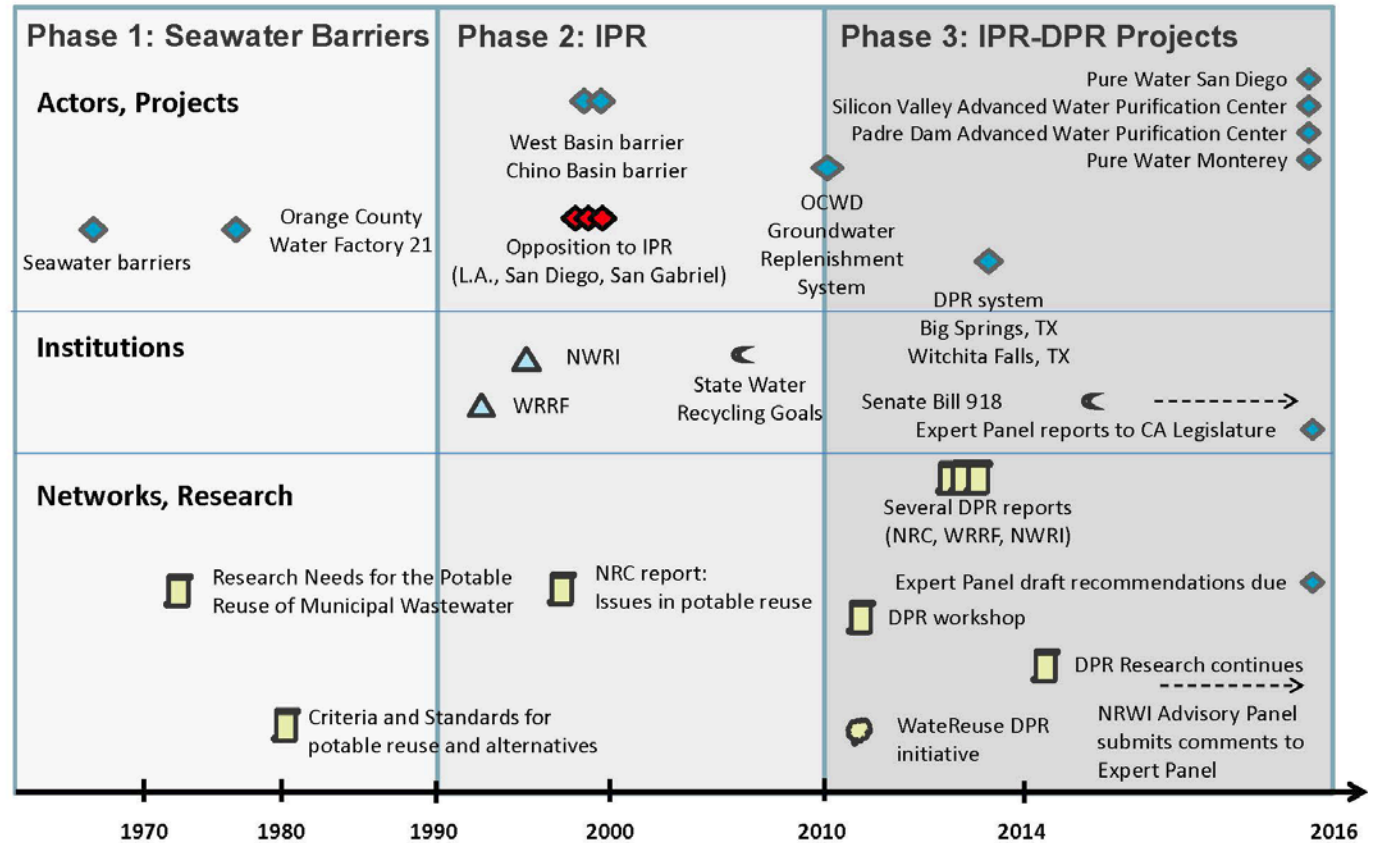 Phase 1: Seawater Barriers
Phase 2: IPR
Phase 3: IPR-DPR Projects
Actors, Projects
Seawater barriers
Orange County
Water Factory 21
West Basin barrier
Chino Basin barrier
Opposition to IPR
(L.A., San Diego, San Gabriel)
OCWD
Groundwater
Replenishment
System
Pure Water San Diego
Silicon Valley Advanced Water Purification Center
Padre Dam Advanced Water Purification Center
Pure Water Monterey
DPR system
Big Springs, TX
Witchita Falls, TX
Institutions
NWRI
WRRF
State Water
Recycling Goals
Senate Bill 918
Expert Panel reports to CA Legislature
Networks, Research
Research Needs for the Potable
Reuse of Municipal Wastewater
Criteria and Standards for
potable reuse and alternatives
NRC report:
Issues in potable reuse
Several DPR reports
(NRC, WRRF, NWRI)
Expert Panel draft recommendations due
DPR workshop
DPR Research continues
WateReuse DPR
initiative
NRWI Advisory Panel
submits comments to
Expert Panel
1970
1980
1990
2000
2010
2014
2016